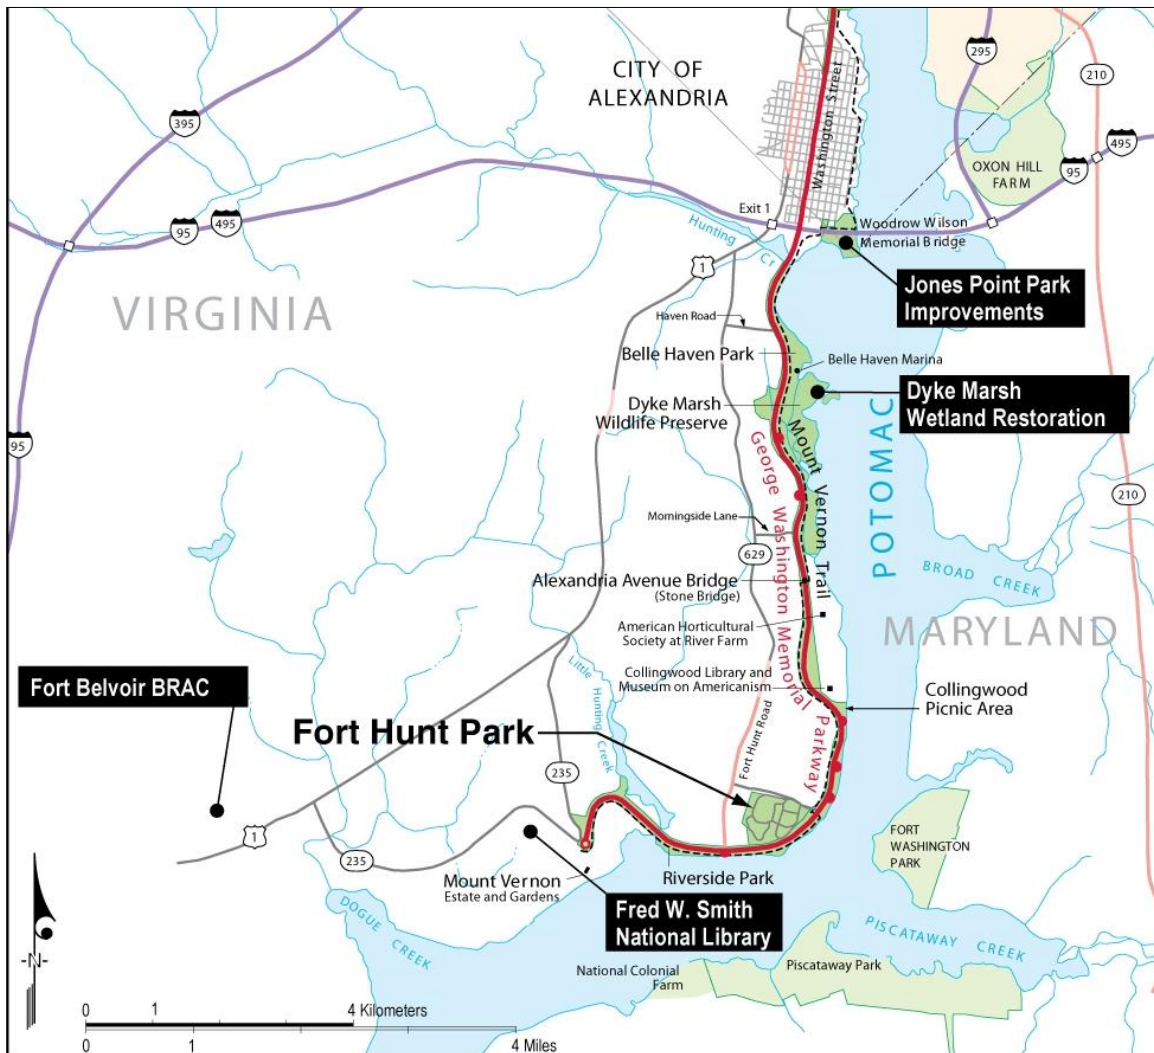 CITY OF
ALEXANDRIA
Washington Street
295
210
395
95
495
OXON HILL
FARM
495
95
Exit 1
95
495
Hunting
Cr
Woodrow Wilson
Memorial Bridge
1
Jones Point Park
Improvements
VIRGINIA
Haven Road
Belle Haven Park
Belle Haven Marina
Dyke Marsh
Wildlife Preserve
Dyke Marsh
Wetland Restoration
95
POTOMAC
George Washington Memorial Parkway
Mount Vernon Trail
210
Morningside Lane
629
Alexandria Avenue Bridge
(Stone Bridge)
BROAD CREEK
American Horticultural
Society at River Farm
MARYLAND
Collingwood Library and
Museum on Americanism
Fort Belvoir BRAC
Little Hunting Creek
Collingwood
Picnic Area
Fort Hunt Park
Fort Hunt Road
235
1
235
FORT
WASHINGTON
PARK
Mount Vernon
Estate and Gardens
Riverside Park
Fred W. Smith
National Library
DOGUE CREEK
PISCATAWAY CREEK
-N-
National Colonial
Farm
Piscataway Park
0 1 4 Kilometers
0 1 4 Miles